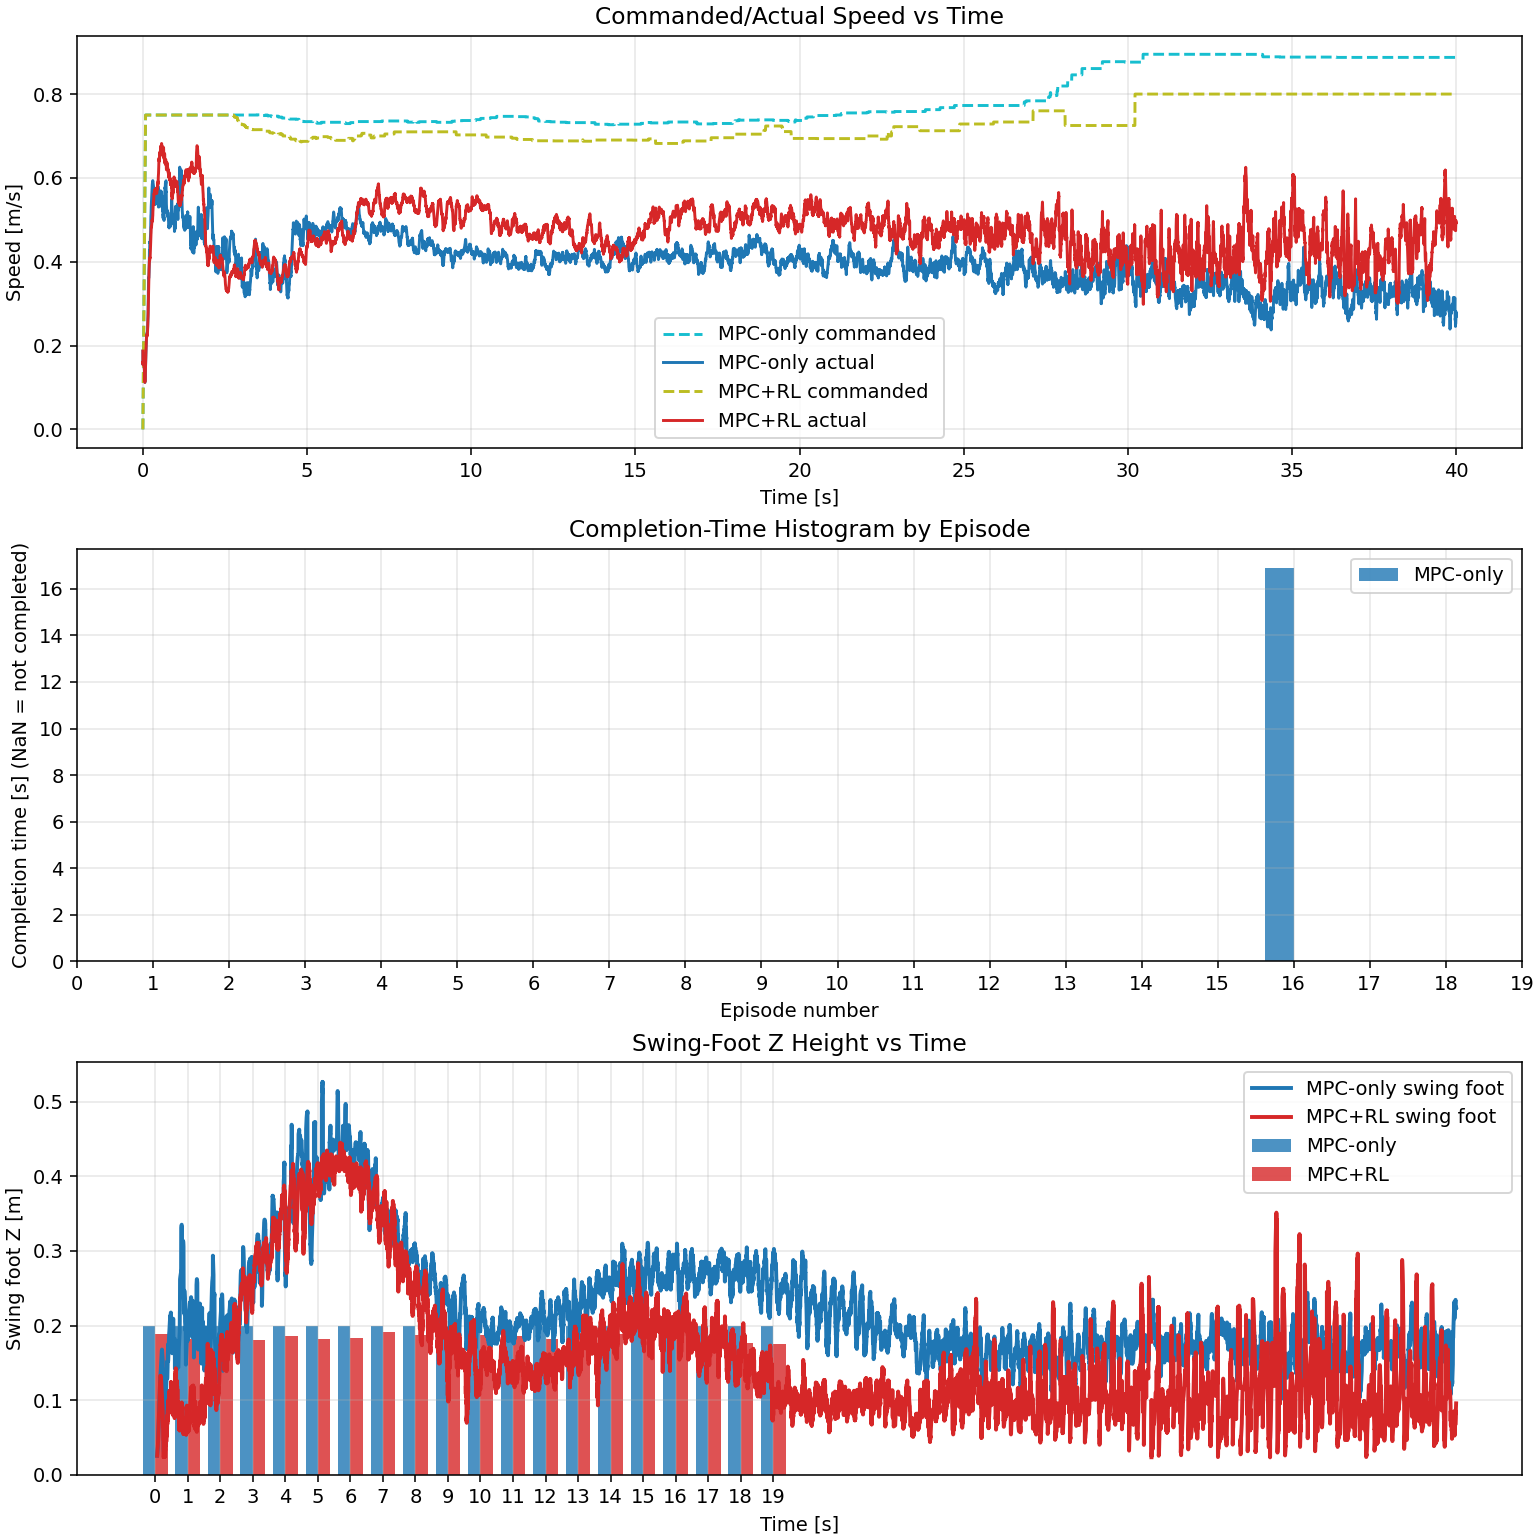 Commanded/Actual Speed vs Time
Speed [m/s]
0.8
0.6
0.4
0.2
0.0
MPC-only commanded
MPC-only actual
MPC+RL commanded
MPC+RL actual
0 5 10 15 20 25 30 35 40
Time [s]
Completion-Time Histogram by Episode
Completion time [s] (NaN = not completed)
16
14
12
10
8
6
4
2
0
MPC-only
0 1 2 3 4 5 6 7 8 9 10 11 12 13 14 15 16 17 18 19
Episode number
Swing-Foot Z Height vs Time
Swing foot Z [m]
0.5
0.4
0.3
0.2
0.1
0.0
MPC-only swing foot
MPC+RL swing foot
MPC-only
MPC+RL
0 1 2 3 4 5 6 7 8 9 10 11 12 13 14 15 16 17 18 19
Time [s]